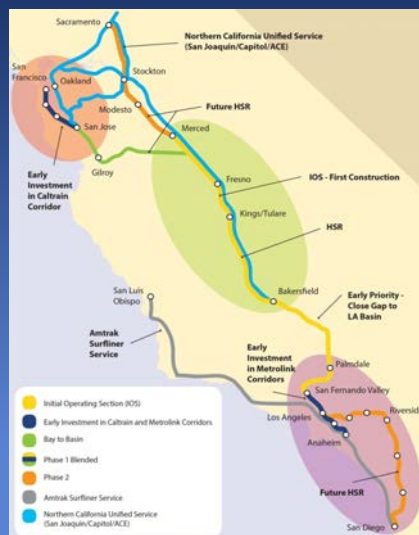 Sacramento
Northern California Unified Service
(San Joaquin/Capitol/ACE)
San
Francisco
Oakland
Stockton
Modesto
Future HSR
San Jose
Merced
Early
Investment
in Caltrain
Corridor
Gilroy
Fresno
IOS - First Construction
Kings/Tulare
HSR
San Luis
Obispo
Bakersfield
Early Priority -
Close Gap to
LA Basin
Amtrak
Surfliner
Service
Early
Investment
in Metrolink
Corridors
Palmdale
San Fernando Valley
Los Angeles
Riverside
Anaheim
Future HSR
San Diego
Initial Operating Section (IOS)
Early Investment in Caltrain and Metrolink Corridors
Bay to Basin
Phase 1 Blended
Phase 2
Amtrak Surfliner Service
Northern California Unified Service
(San Joaquin/Capitol/ACE)